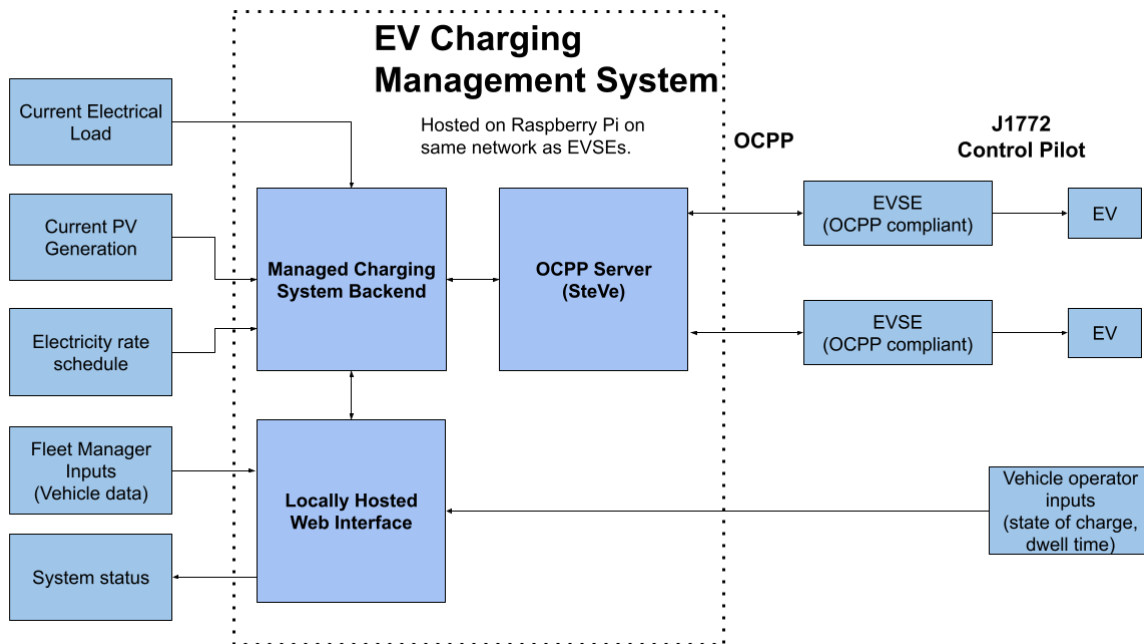 EV Charging
Management System
Hosted on Raspberry Pi on
same network as EVSEs.
OCPP
J1772
Control Pilot
Current Electrical
Load
Current PV
Generation
Electricity rate
schedule
Fleet Manager
Inputs
(Vehicle data)
System status
Managed Charging
System Backend
OCPP Server
(SteVe)
Locally Hosted
Web Interface
EVSE
(OCPP compliant)
EV
EVSE
(OCPP compliant)
EV
Vehicle operator
inputs
(state of charge,
dwell time)